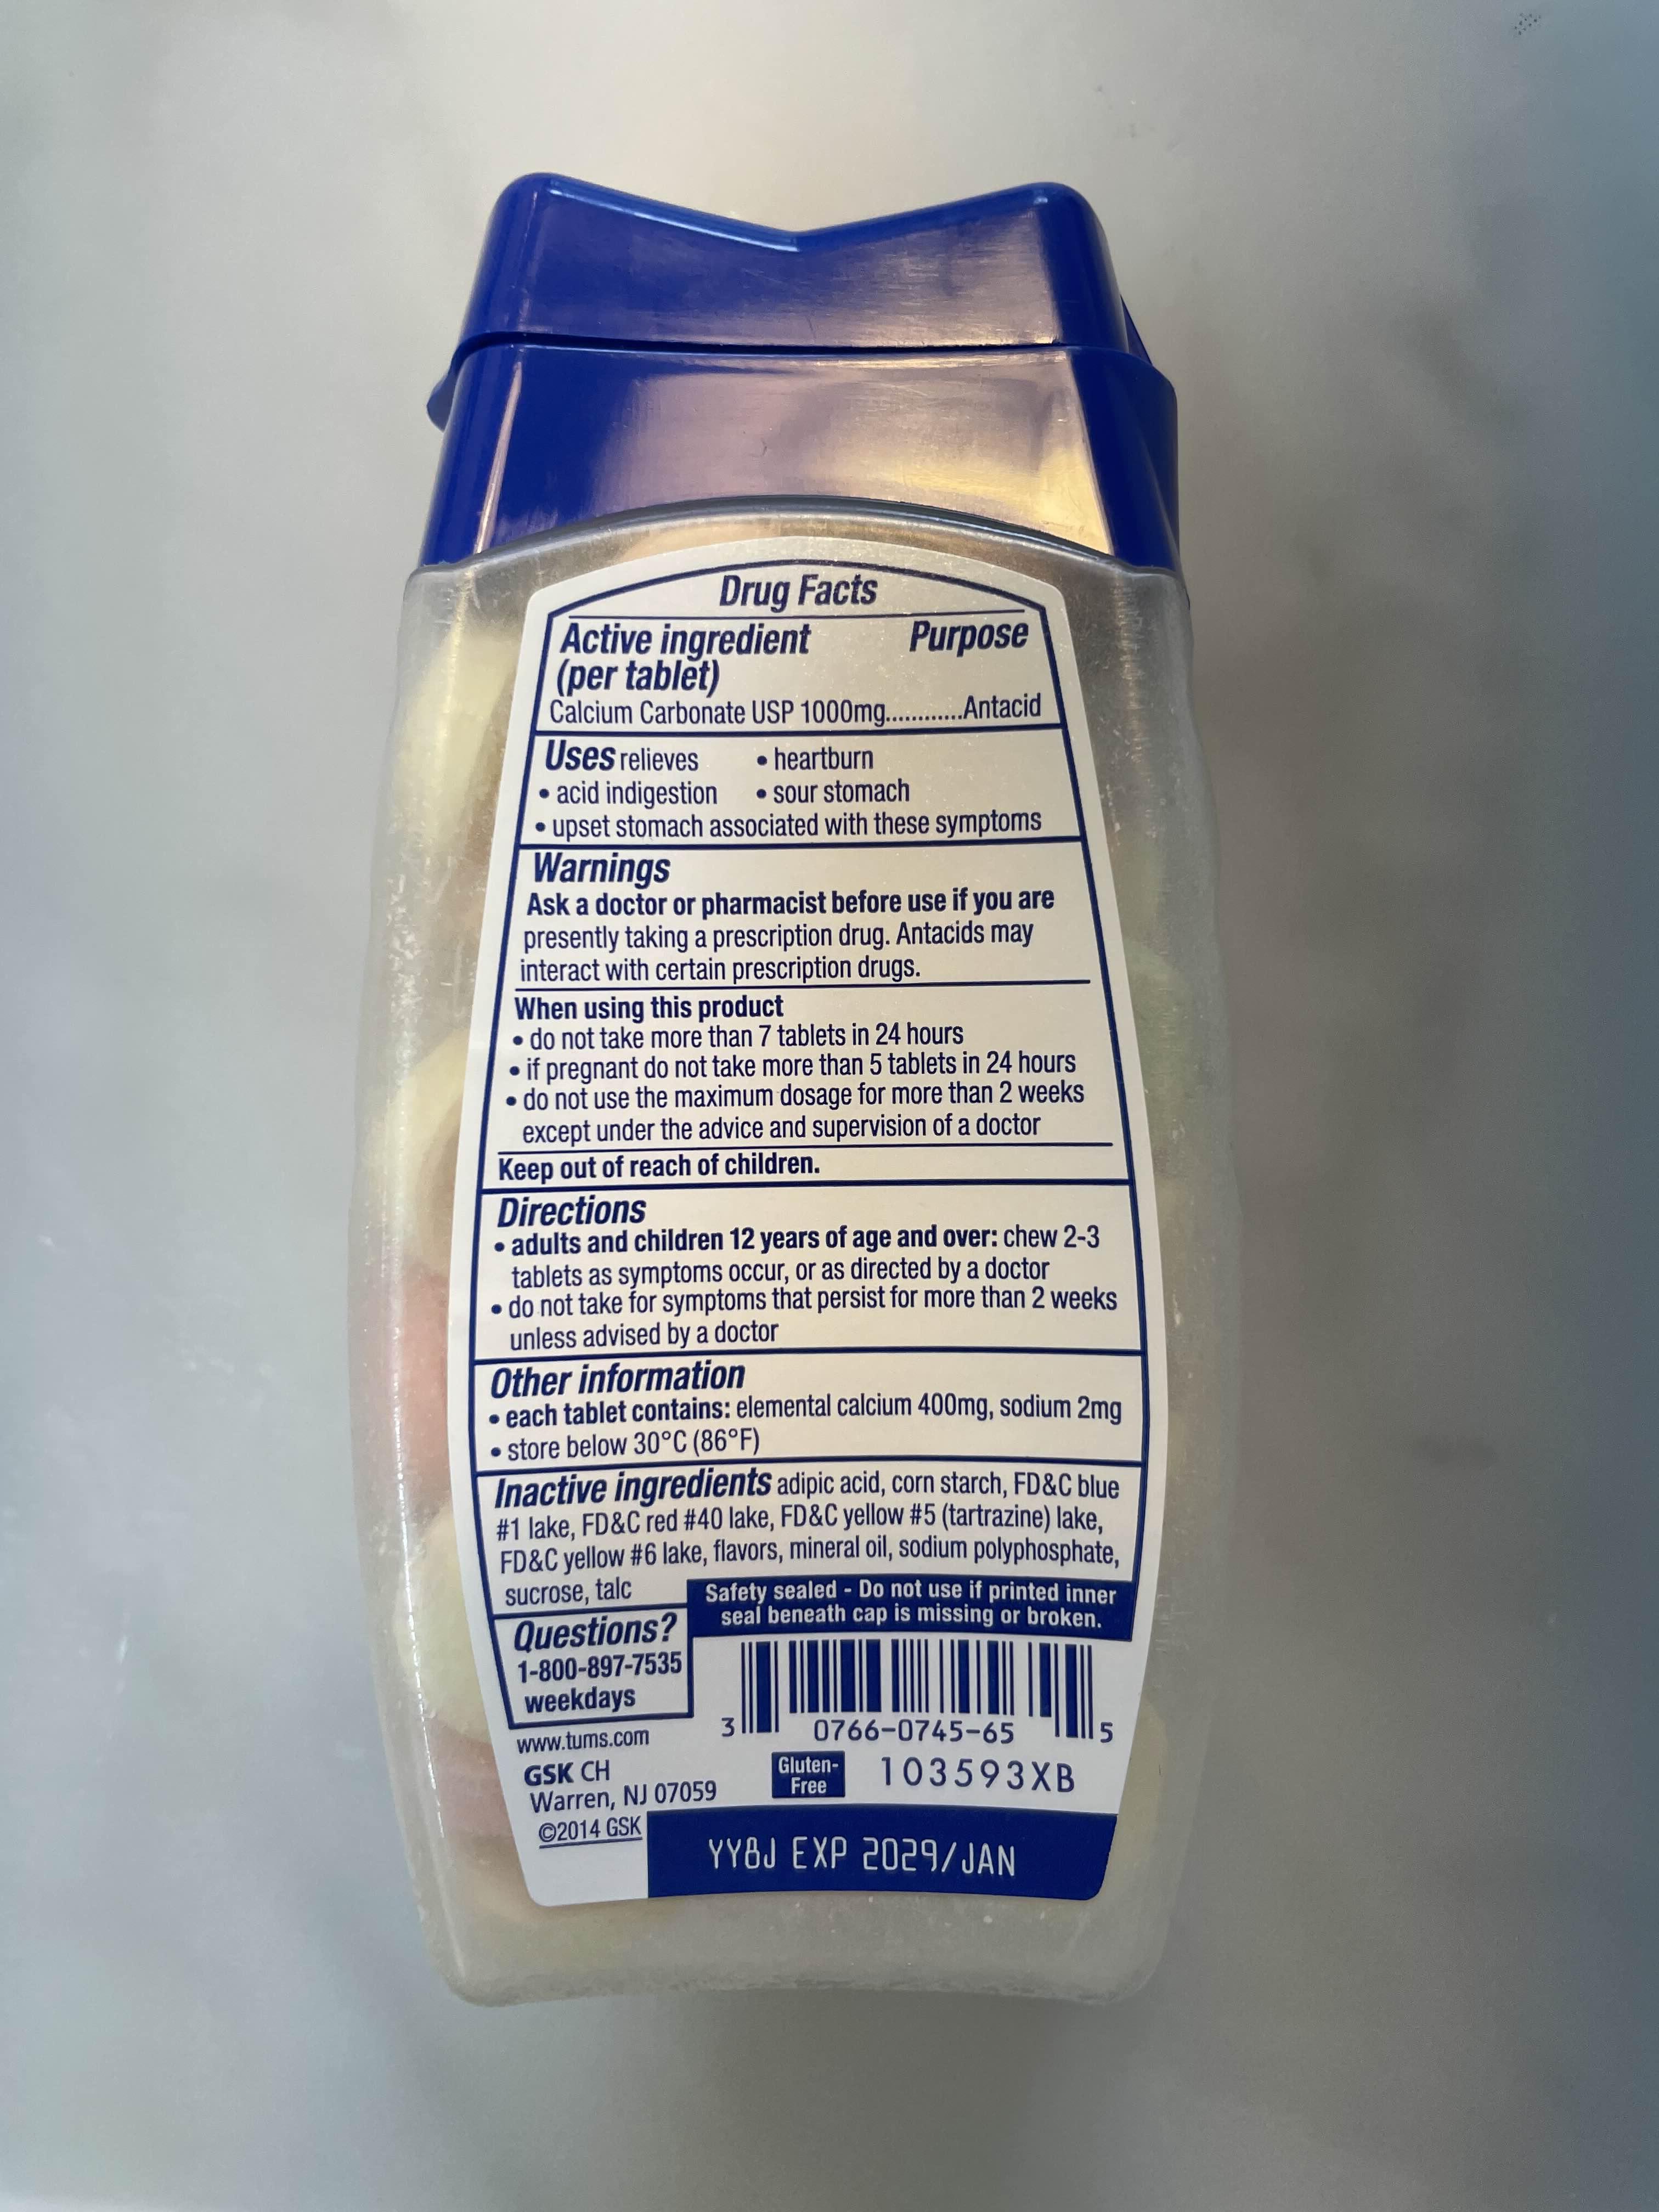 Drug Facts
Active ingredient Purpose
(per tablet)
Calcium Carbonate USP 1000mg............Antacid
Uses relieves • heartburn
• acid indigestion • sour stomach
• upset stomach associated with these symptoms
Warnings
Ask a doctor or pharmacist before use if you are
presently taking a prescription drug. Antacids may
interact with certain prescription drugs.
When using this product
• do not take more than 7 tablets in 24 hours
• if pregnant do not take more than 5 tablets in 24 hours
• do not use the maximum dosage for more than 2 weeks
except under the advice and supervision of a doctor
Keep out of reach of children.
Directions
• adults and children 12 years of age and over: chew 2-3
tablets as symptoms occur, or as directed by a doctor
• do not take for symptoms that persist for more than 2 weeks
unless advised by a doctor
Other information
• each tablet contains: elemental calcium 400mg, sodium 2mg
• store below 30°C (86°F)
Inactive ingredients adipic acid, corn starch, FD&C blue
#1 lake, FD&C red #40 lake, FD&C yellow #5 (tartrazine) lake,
FD&C yellow #6 lake, flavors, mineral oil, sodium polyphosphate,
sucrose, talc
Safety sealed - Do not use if printed inner
seal beneath cap is missing or broken.
Questions?
1-800-897-7535
weekdays
3 0766-0745-65 5
www.tums.com
GSK CH
Warren, NJ 07059
©2014 GSK
Gluten-
Free
103593XB
YY8J EXP 2029/JAN